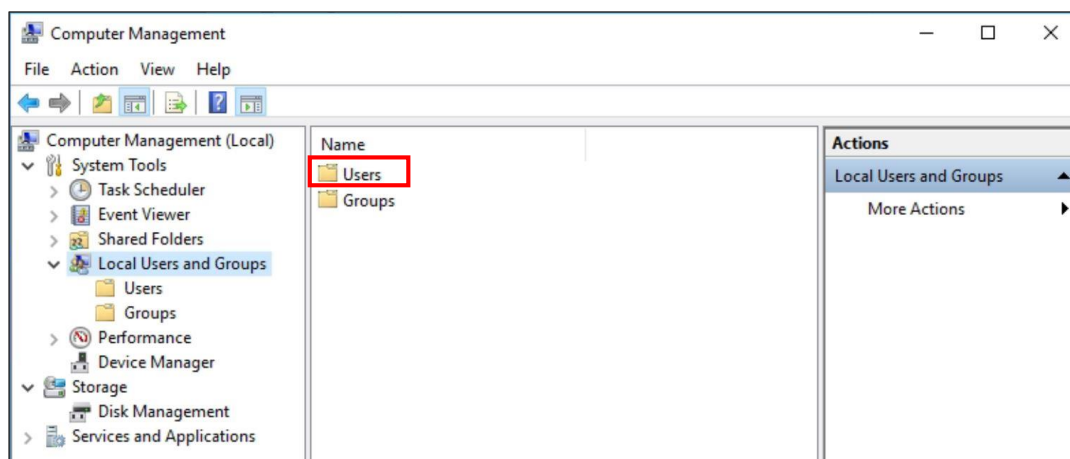 Computer Management
File Action View Help
Computer Management (Local)
System Tools
Task Scheduler
Event Viewer
Shared Folders
Local Users and Groups
Users
Groups
Performance
Device Manager
Storage
Disk Management
Services and Applications
Name
Users
Groups
Actions
Local Users and Groups
More Actions